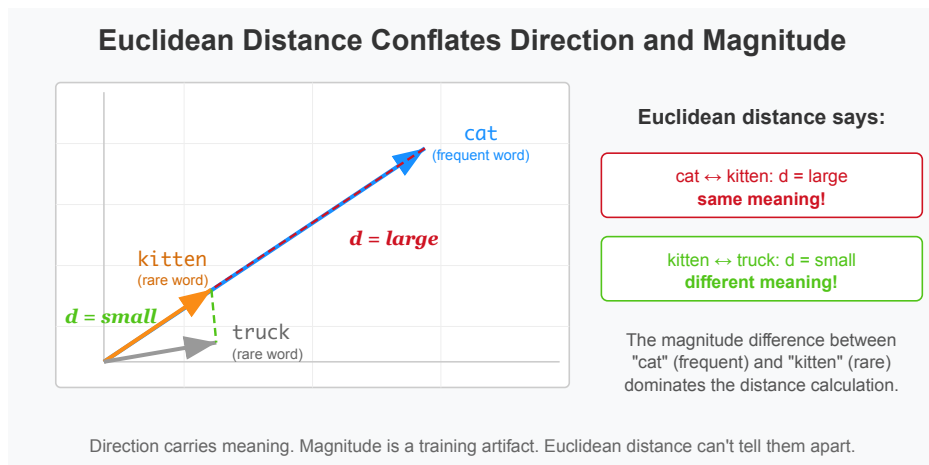 Euclidean Distance Conflates Direction and Magnitude
cat
(frequent word)
d = large
kitten
(rare word)
d = small
truck
(rare word)
Euclidean distance says:
cat ↔ kitten: d = large
same meaning!
kitten ↔ truck: d = small
different meaning!
The magnitude difference between
"cat" (frequent) and "kitten" (rare)
dominates the distance calculation.
Direction carries meaning. Magnitude is a training artifact. Euclidean distance can't tell them apart.